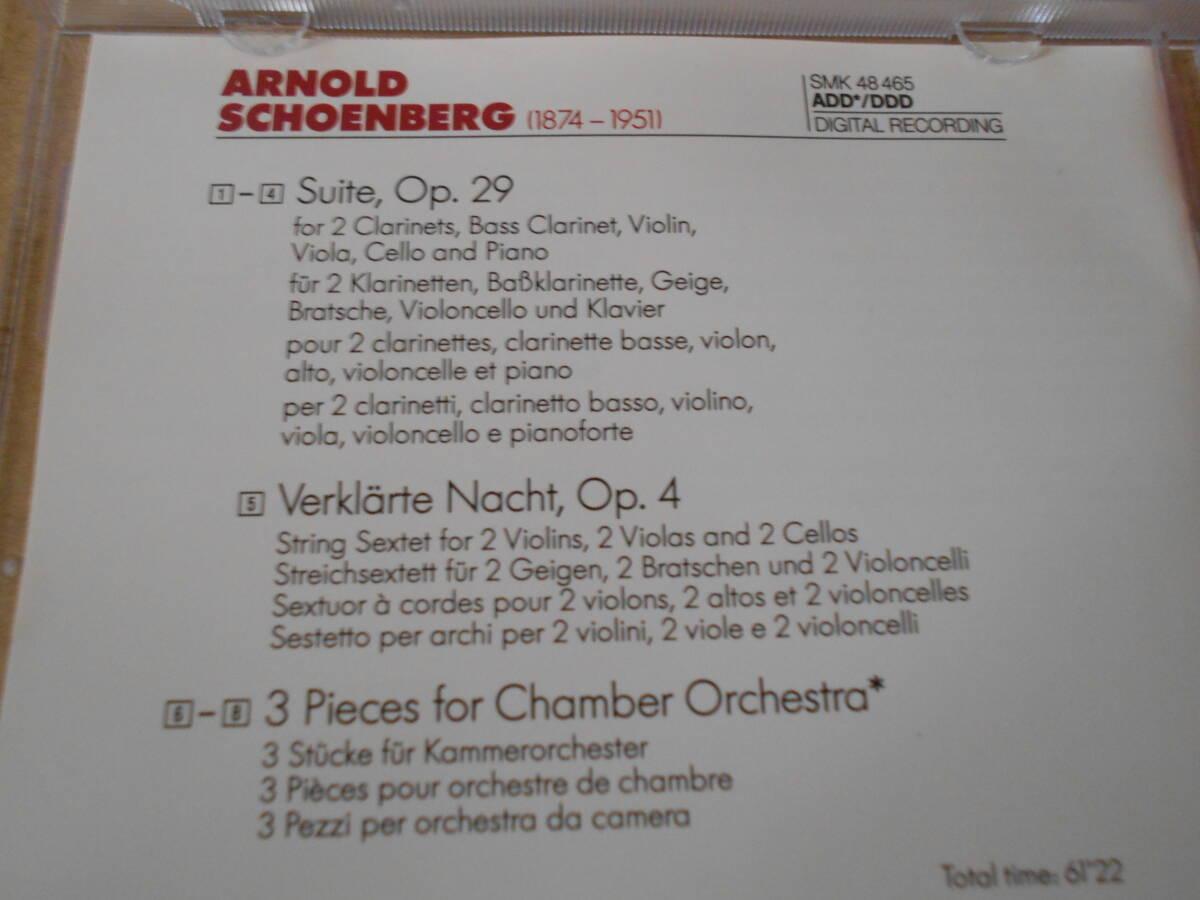 ARNOLD
SCHOENBERG (1874 – 1951)
SMK 48 465
ADD*/DDD
DIGITAL RECORDING
1 – 4 Suite, Op. 29
for 2 Clarinets, Bass Clarinet, Violin,
Viola, Cello and Piano
für 2 Klarinetten, Baßklarinette, Geige,
Bratsche, Violoncello und Klavier
pour 2 clarinettes, clarinette basse, violon,
alto, violoncelle et piano
per 2 clarinetti, clarinetto basso, violino,
viola, violoncello e pianoforte
5 Verklärte Nacht, Op. 4
String Sextet for 2 Violins, 2 Violas and 2 Cellos
Streichsextett für 2 Geigen, 2 Bratschen und 2 Violoncelli
Sextuor à cordes pour 2 violons, 2 altos et 2 violoncelles
Sestetto per archi per 2 violini, 2 viole e 2 violoncelli
6 – 8 3 Pieces for Chamber Orchestra*
3 Stücke für Kammerorchester
3 Pièces pour orchestre de chambre
3 Pezzi per orchestra da camera
Total time: 61"22